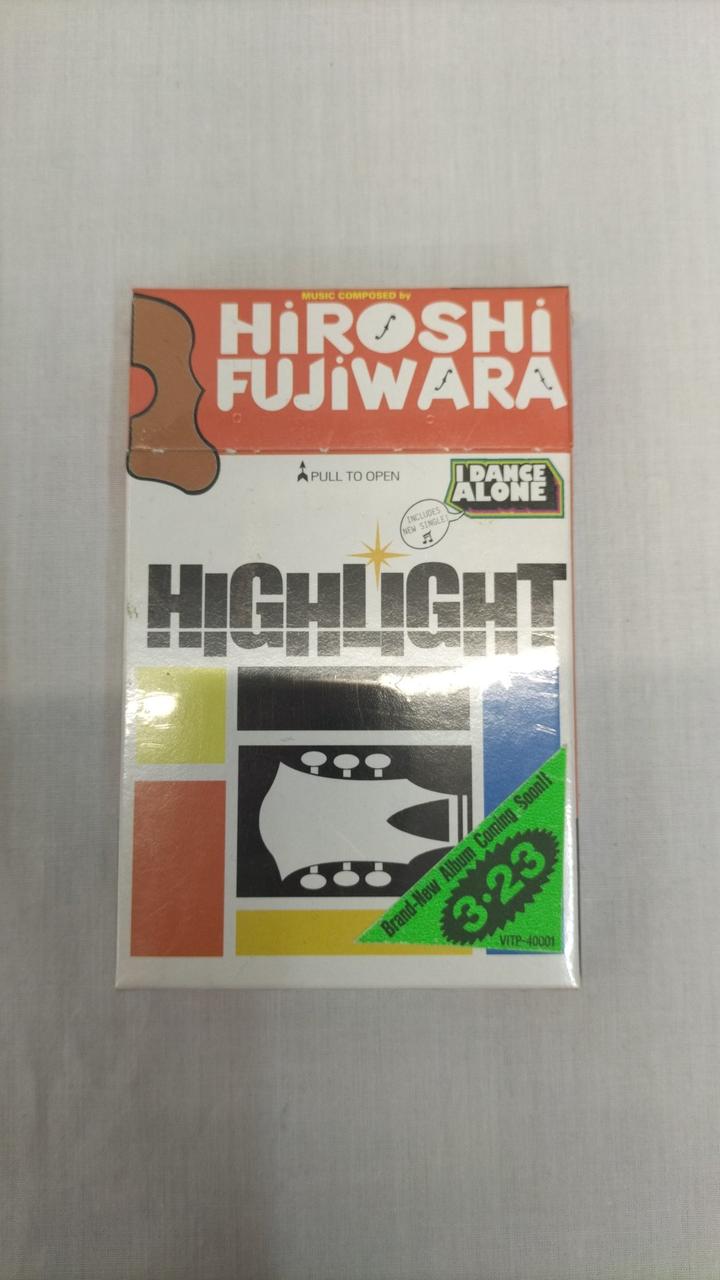 MUSIC COMPOSED by
HiROSHi
FUJiWARA
PULL TO OPEN
I DANCE
ALONE
INCLUDES
NEW SINGLE!
HIGHLIGHT
Brand-New Album Coming Soon!!
3·23
VITP-40001